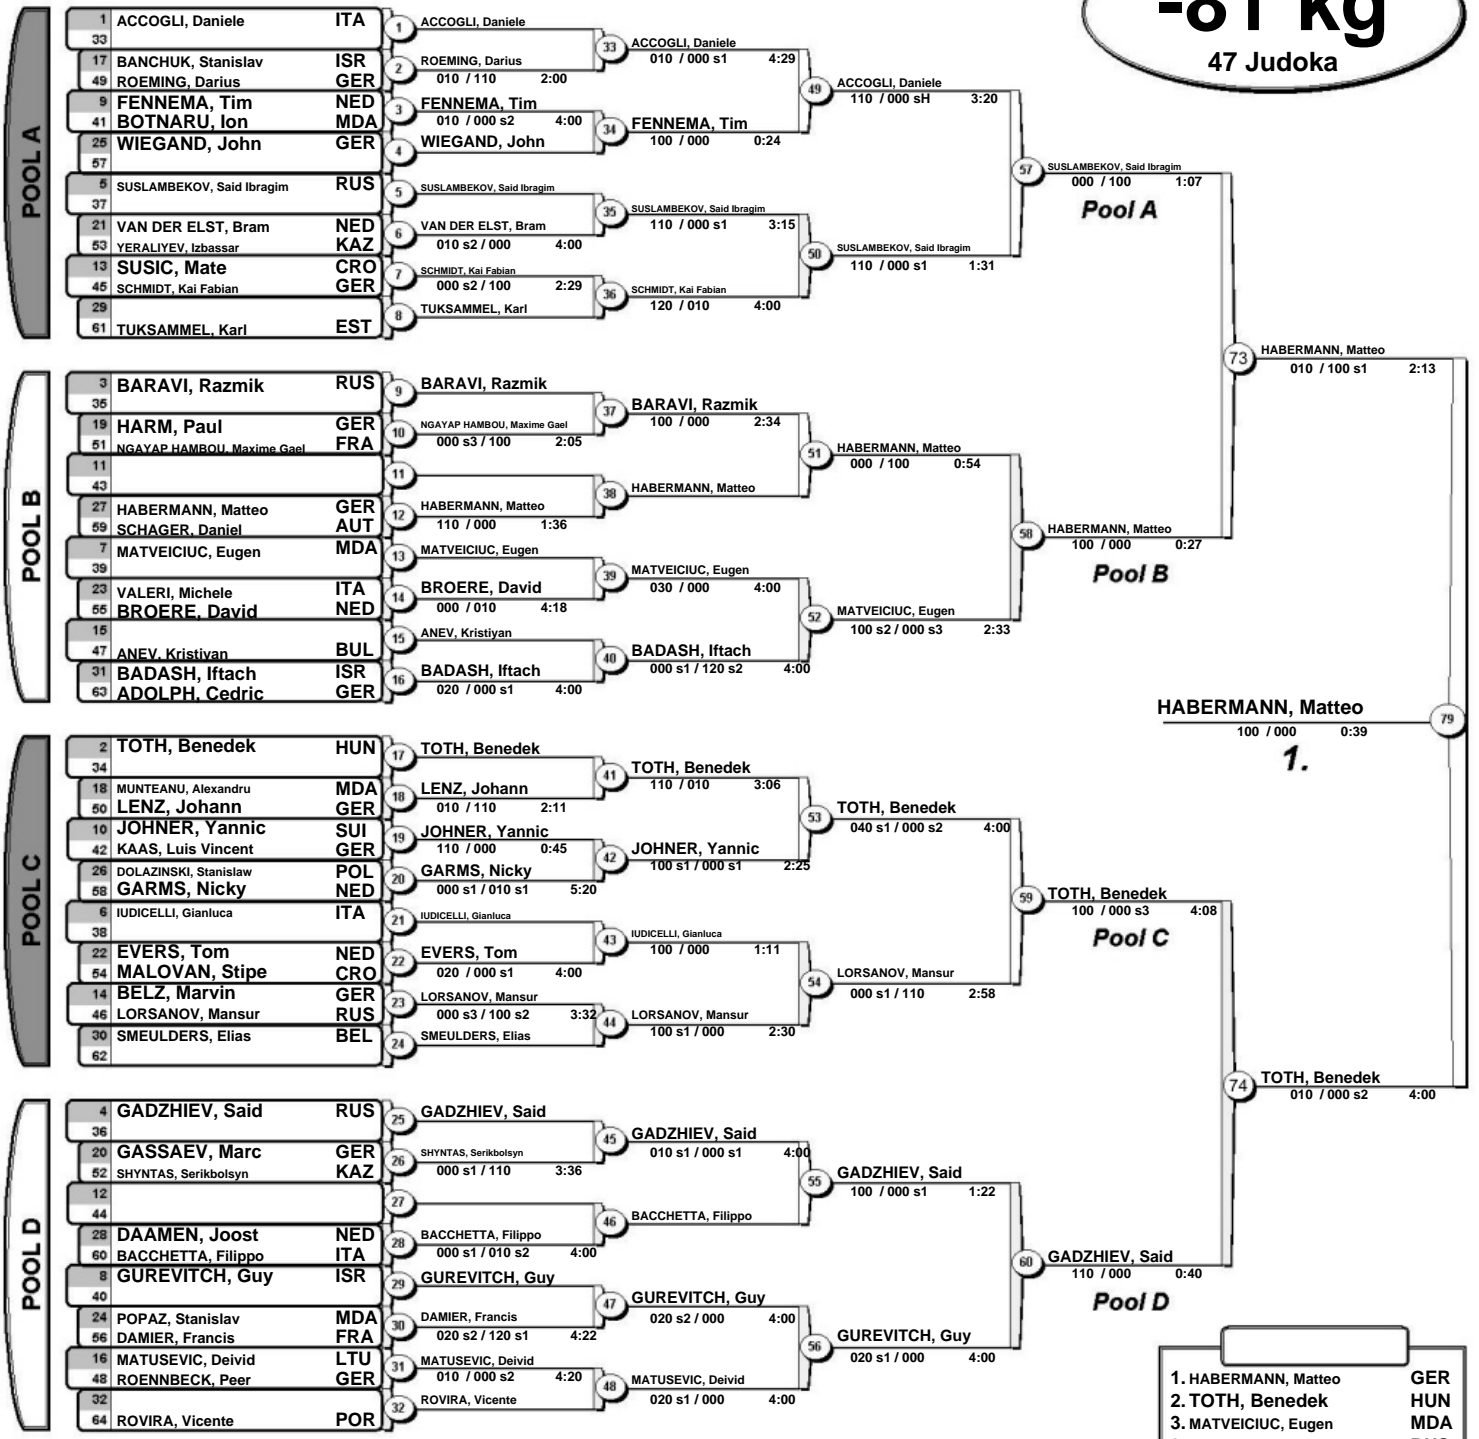 -81 kg
47 Judoka
POOL A
1 ACCOGLI, Daniele ITA
33
17 BANCHUK, Stanislav ISR
49 ROEMING, Darius GER
9 FENNEMA, Tim NED
41 BOTNARU, Ion MDA
25 WIEGAND, John GER
57
5 SUSLAMBEKOV, Said Ibragim RUS
37
21 VAN DER ELST, Bram NED
53 YERALIYEV, Izbassar KAZ
13 SUSIC, Mate CRO
45 SCHMIDT, Kai Fabian GER
29
61 TUKSAMMEL, Karl EST
1 ACCOGLI, Daniele
2 ROEMING, Darius
010 / 110 2:00
3 FENNEMA, Tim
010 / 000 s2 4:00
4 WIEGAND, John
5 SUSLAMBEKOV, Said Ibragim
6 VAN DER ELST, Bram
010 s2 / 000 4:00
7 SCHMIDT, Kai Fabian
000 s2 / 100 2:29
8 TUKSAMMEL, Karl
33 ACCOGLI, Daniele
010 / 000 s1 4:29
34 FENNEMA, Tim
100 / 000 0:24
35 SUSLAMBEKOV, Said Ibragim
110 / 000 s1 3:15
36 SCHMIDT, Kai Fabian
120 / 010 4:00
49 ACCOGLI, Daniele
110 / 000 sH 3:20
50 SUSLAMBEKOV, Said Ibragim
110 / 000 s1 1:31
57 SUSLAMBEKOV, Said Ibragim
000 / 100 1:07
Pool A
POOL B
3 BARAVI, Razmik RUS
35
19 HARM, Paul GER
51 NGAYAP HAMBOU, Maxime Gael FRA
11
43
27 HABERMANN, Matteo GER
59 SCHAGER, Daniel AUT
7 MATVEICIUC, Eugen MDA
39
23 VALERI, Michele ITA
55 BROERE, David NED
15
47 ANEV, Kristiyan BUL
31 BADASH, Iftach ISR
63 ADOLPH, Cedric GER
9 BARAVI, Razmik
10 NGAYAP HAMBOU, Maxime Gael
000 s3 / 100 2:05
11
12 HABERMANN, Matteo
110 / 000 1:36
13 MATVEICIUC, Eugen
14 BROERE, David
000 / 010 4:18
15 ANEV, Kristiyan
16 BADASH, Iftach
020 / 000 s1 4:00
37 BARAVI, Razmik
100 / 000 2:34
38 HABERMANN, Matteo
39 MATVEICIUC, Eugen
030 / 000 4:00
40 BADASH, Iftach
000 s1 / 120 s2 4:00
51 HABERMANN, Matteo
000 / 100 0:54
52 MATVEICIUC, Eugen
100 s2 / 000 s3 2:33
58 HABERMANN, Matteo
100 / 000 0:27
Pool B
73 HABERMANN, Matteo
010 / 100 s1 2:13
HABERMANN, Matteo 79
100 / 000 0:39
1.
POOL C
2 TOTH, Benedek HUN
34
18 MUNTEANU, Alexandru MDA
50 LENZ, Johann GER
10 JOHNER, Yannic SUI
42 KAAS, Luis Vincent GER
26 DOLAZINSKI, Stanislaw POL
58 GARMS, Nicky NED
6 IUDICELLI, Gianluca ITA
38
22 EVERS, Tom NED
54 MALOVAN, Stipe CRO
14 BELZ, Marvin GER
46 LORSANOV, Mansur RUS
30 SMEULDERS, Elias BEL
62
17 TOTH, Benedek
18 LENZ, Johann
010 / 110 2:11
19 JOHNER, Yannic
110 / 000 0:45
20 GARMS, Nicky
000 s1 / 010 s1 5:20
21 IUDICELLI, Gianluca
22 EVERS, Tom
020 / 000 s1 4:00
23 LORSANOV, Mansur
000 s3 / 100 s2 3:32
24 SMEULDERS, Elias
41 TOTH, Benedek
110 / 010 3:06
42 JOHNER, Yannic
100 s1 / 000 s1 2:25
43 IUDICELLI, Gianluca
100 / 000 1:11
44 LORSANOV, Mansur
100 s1 / 000 2:30
53 TOTH, Benedek
040 s1 / 000 s2 4:00
54 LORSANOV, Mansur
000 s1 / 110 2:58
59 TOTH, Benedek
100 / 000 s3 4:08
Pool C
74 TOTH, Benedek
010 / 000 s2 4:00
POOL D
4 GADZHIEV, Said RUS
36
20 GASSAEV, Marc GER
52 SHYNTAS, Serikbolsyn KAZ
12
44
28 DAAMEN, Joost NED
60 BACCHETTA, Filippo ITA
8 GUREVITCH, Guy ISR
40
24 POPAZ, Stanislav MDA
56 DAMIER, Francis FRA
16 MATUSEVIC, Deivid LTU
48 ROENNBECK, Peer GER
32
64 ROVIRA, Vicente POR
25 GADZHIEV, Said
26 SHYNTAS, Serikbolsyn
000 s1 / 110 3:36
27
28 BACCHETTA, Filippo
000 s1 / 010 s2 4:00
29 GUREVITCH, Guy
30 DAMIER, Francis
020 s2 / 120 s1 4:22
31 MATUSEVIC, Deivid
010 / 000 s2 4:20
32 ROVIRA, Vicente
45 GADZHIEV, Said
010 s1 / 000 s1 4:00
46 BACCHETTA, Filippo
47 GUREVITCH, Guy
020 s2 / 000 4:00
48 MATUSEVIC, Deivid
020 s1 / 000 4:00
55 GADZHIEV, Said
100 / 000 s1 1:22
56 GUREVITCH, Guy
020 s1 / 000 4:00
60 GADZHIEV, Said
110 / 000 0:40
Pool D
1. HABERMANN, Matteo GER
2. TOTH, Benedek HUN
3. MATVEICIUC, Eugen MDA